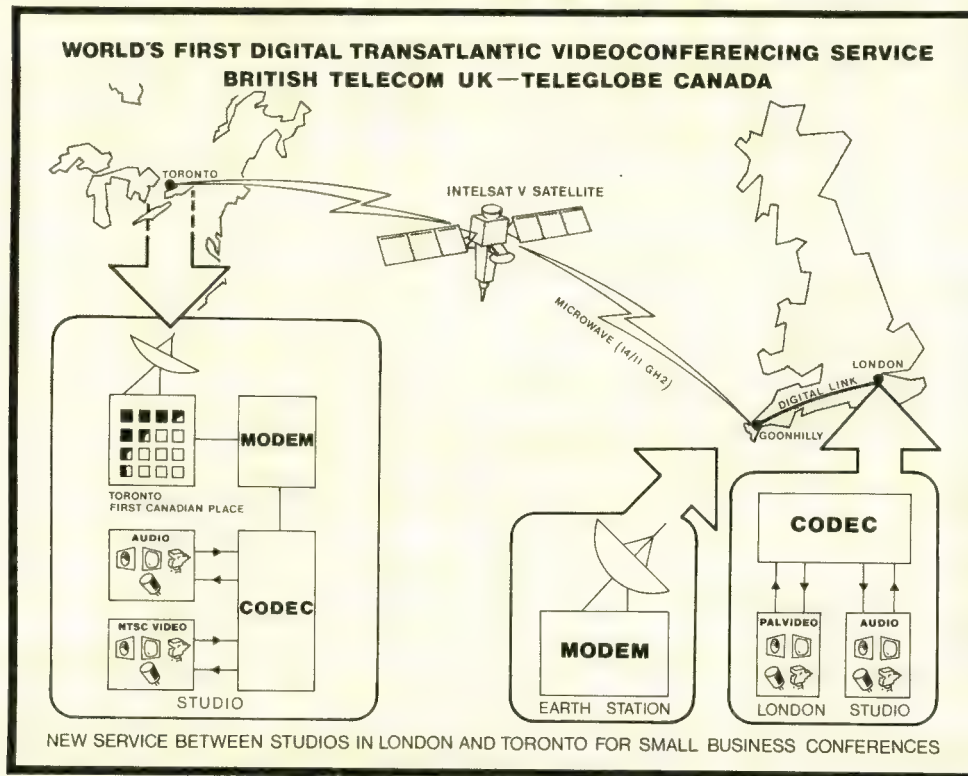 WORLD'S FIRST DIGITAL TRANSATLANTIC VIDEOCONFERENCING SERVICE
BRITISH TELECOM UK—TELEGLOBE CANADA
TORONTO
INTELSAT V SATELLITE
MICROWAVE (14/11 GH2)
LONDON
DIGITAL LINK
GOONHILLY
MODEM
TORONTO
FIRST CANADIAN PLACE
AUDIO
CODEC
NTSC VIDEO
STUDIO
MODEM
EARTH STATION
CODEC
PALVIDEO
AUDIO
LONDON STUDIO
NEW SERVICE BETWEEN STUDIOS IN LONDON AND TORONTO FOR SMALL BUSINESS CONFERENCES